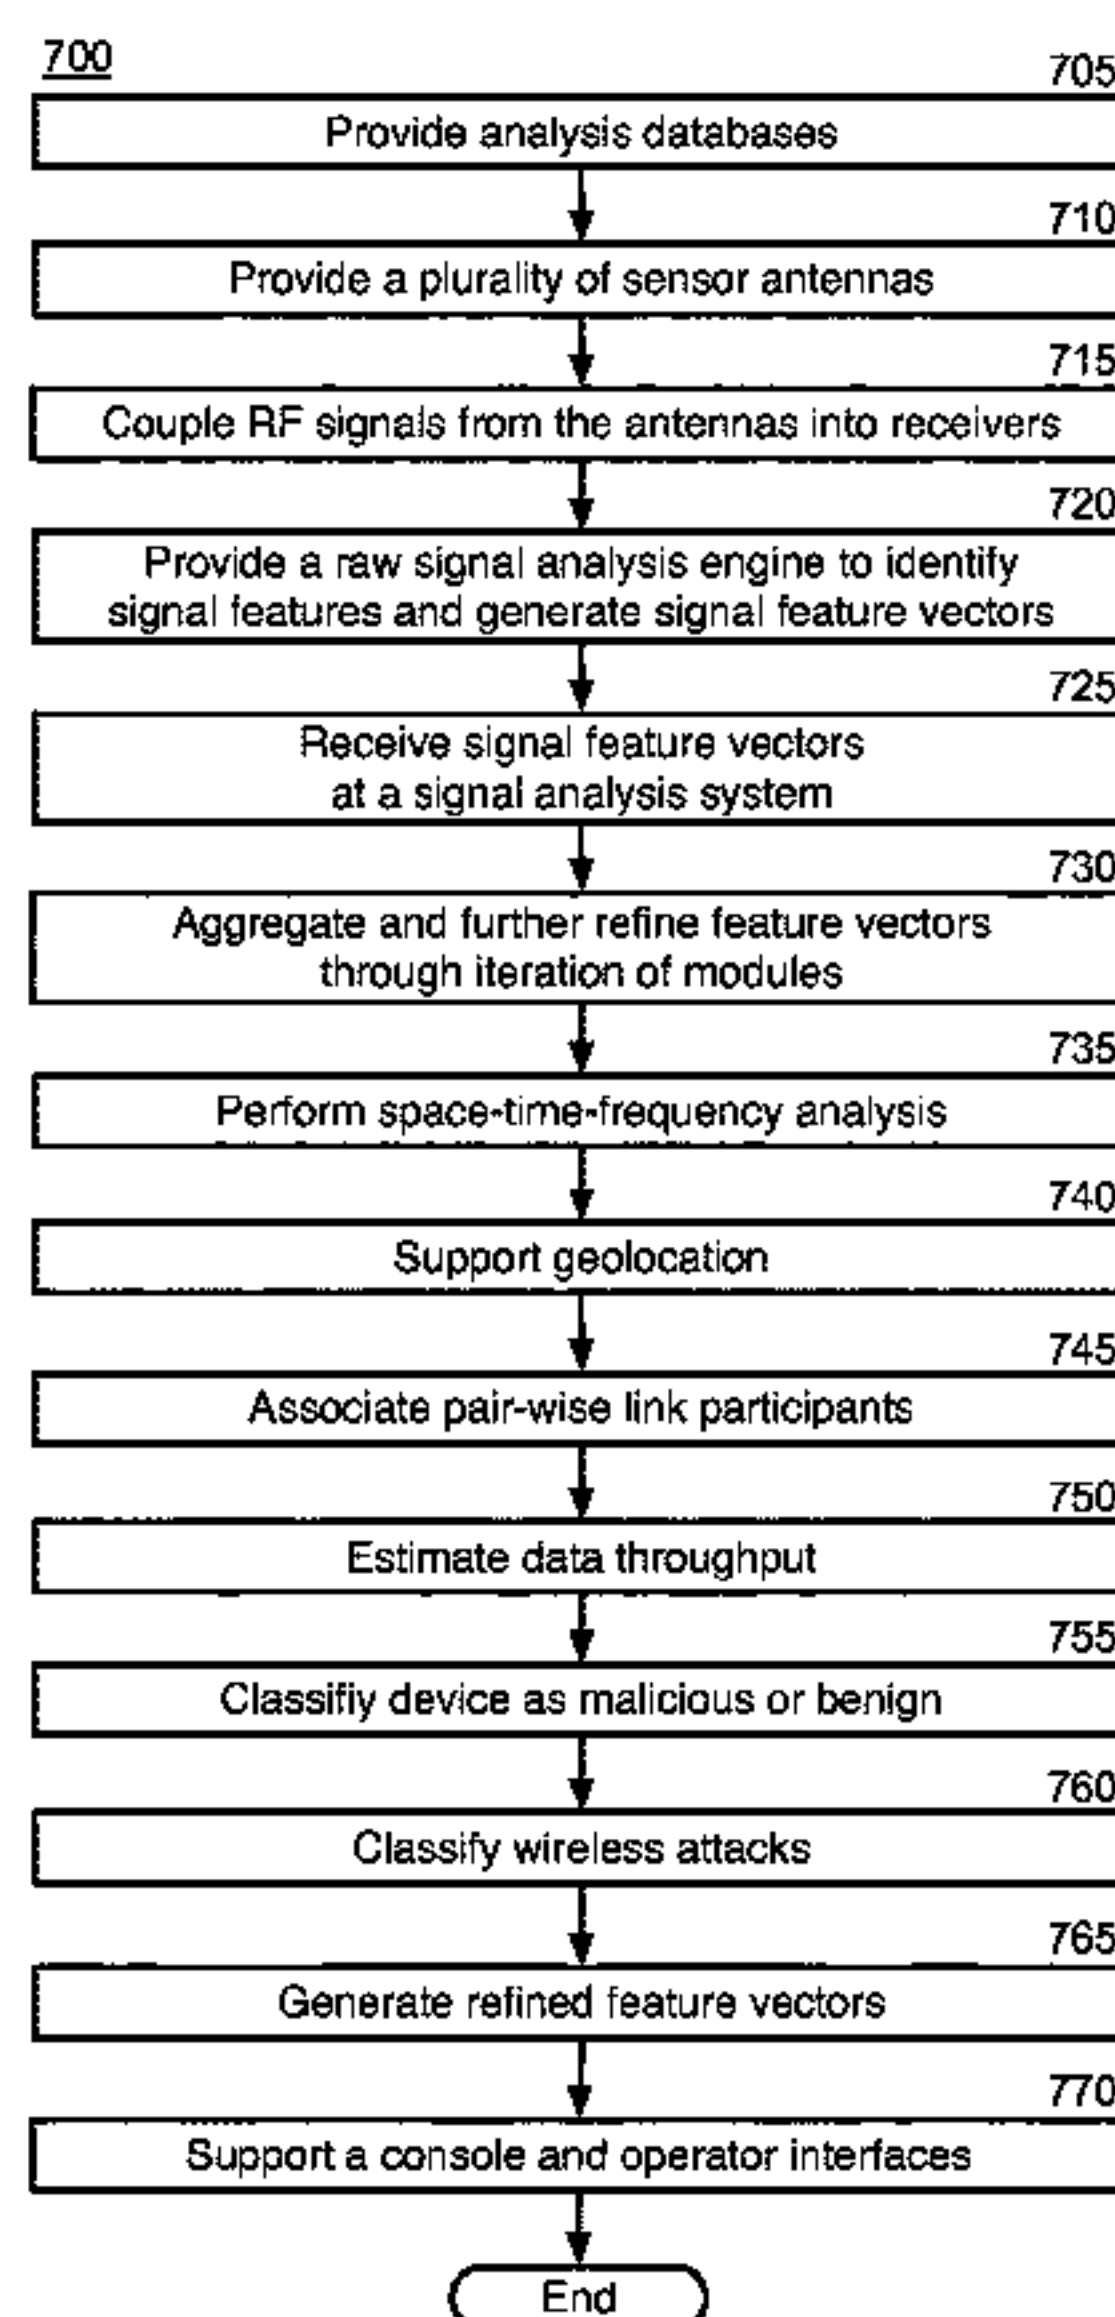 700
705
Provide analysis databases
710
Provide a plurality of sensor antennas
715
Couple RF signals from the antennas into receivers
720
Provide a raw signal analysis engine to identify
signal features and generate signal feature vectors
725
Receive signal feature vectors
at a signal analysis system
730
Aggregate and further refine feature vectors
through iteration of modules
735
Perform space-time-frequency analysis
740
Support geolocation
745
Associate pair-wise link participants
750
Estimate data throughput
755
Classifiy device as malicious or benign
760
Classify wireless attacks
765
Generate refined feature vectors
770
Support a console and operator interfaces
End